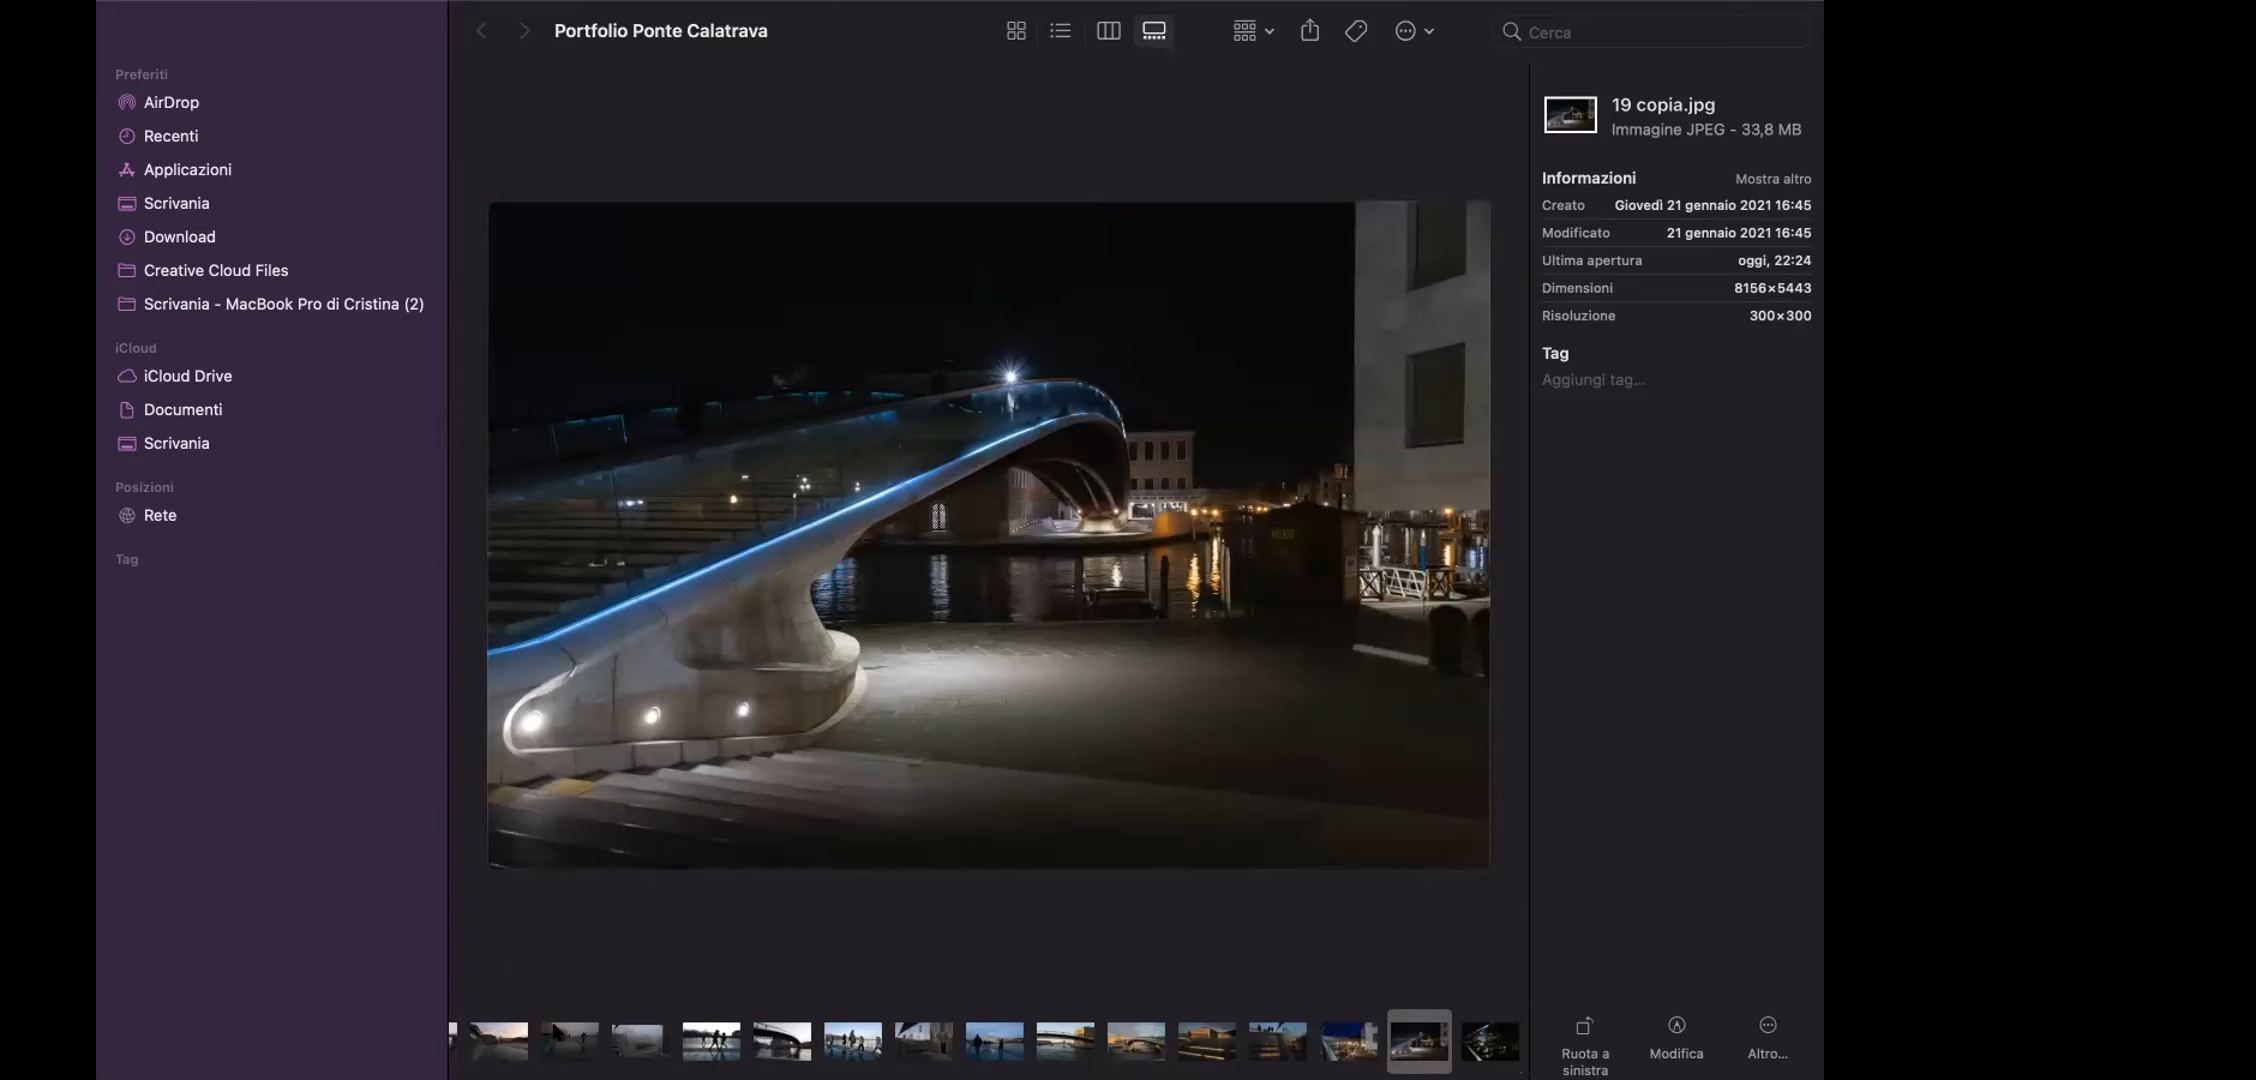 Portfolio Ponte Calatrava
Cerca
Preferiti
AirDrop
Recenti
Applicazioni
Scrivania
Download
Creative Cloud Files
Scrivania - MacBook Pro di Cristina (2)
iCloud
iCloud Drive
Documenti
Scrivania
Posizioni
Rete
Tag
19 copia.jpg
Immagine JPEG - 33,8 MB
Informazioni Mostra altro
Creato Giovedì 21 gennaio 2021 16:45
Modificato 21 gennaio 2021 16:45
Ultima apertura oggi, 22:24
Dimensioni 8156×5443
Risoluzione 300×300
Tag
Aggiungi tag...
Ruota a
sinistra
Modifica
Altro...